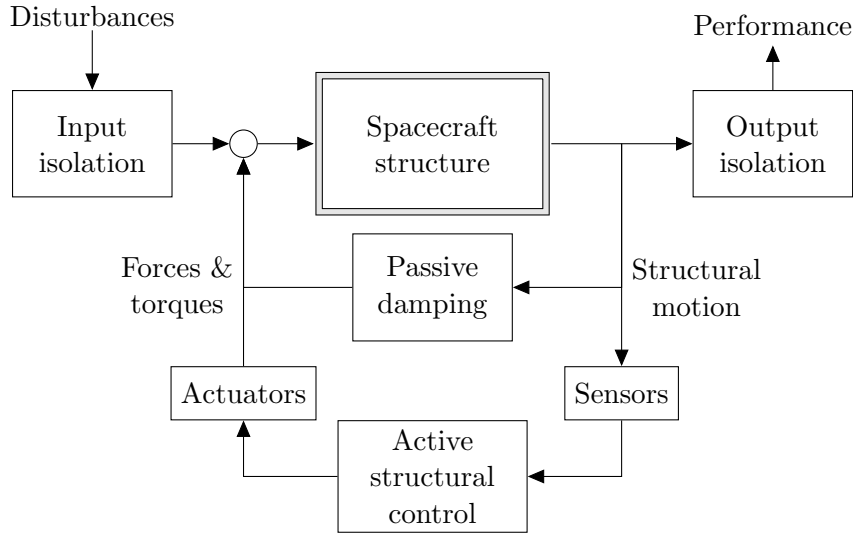 Disturbances
Performance
Input
isolation
Spacecraft
structure
Output
isolation
Forces &
torques
Passive
damping
Structural
motion
Actuators
Sensors
Active
structural
control